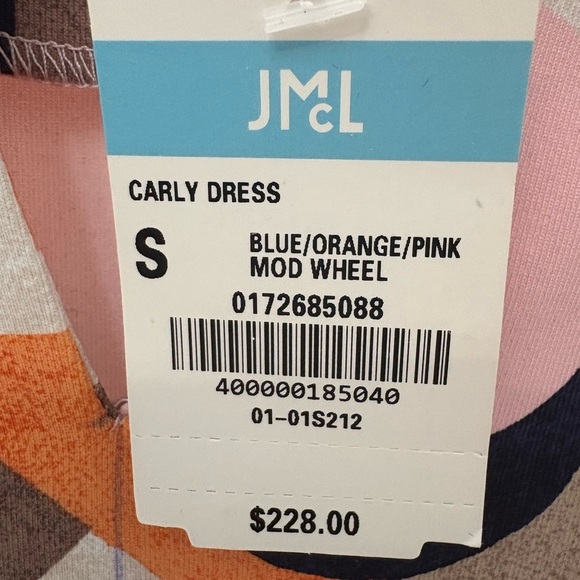 JMcL
CARLY DRESS
S
BLUE/ORANGE/PINK
MOD WHEEL
0172685088
400000185040
01-01S212
$228.00